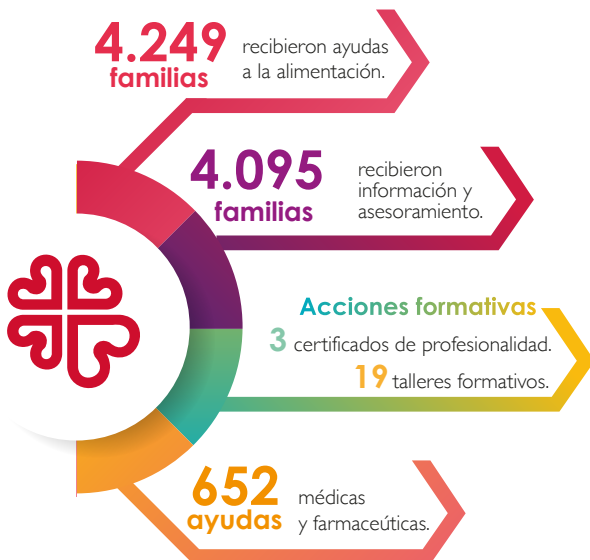 4.249 familias
recibieron ayudas
a la alimentación.
4.095 familias
recibieron
información y
asesoramiento.
Acciones formativas
3 certificados de profesionalidad.
19 talleres formativos.
652 ayudas
médicas
y farmaceúticas.